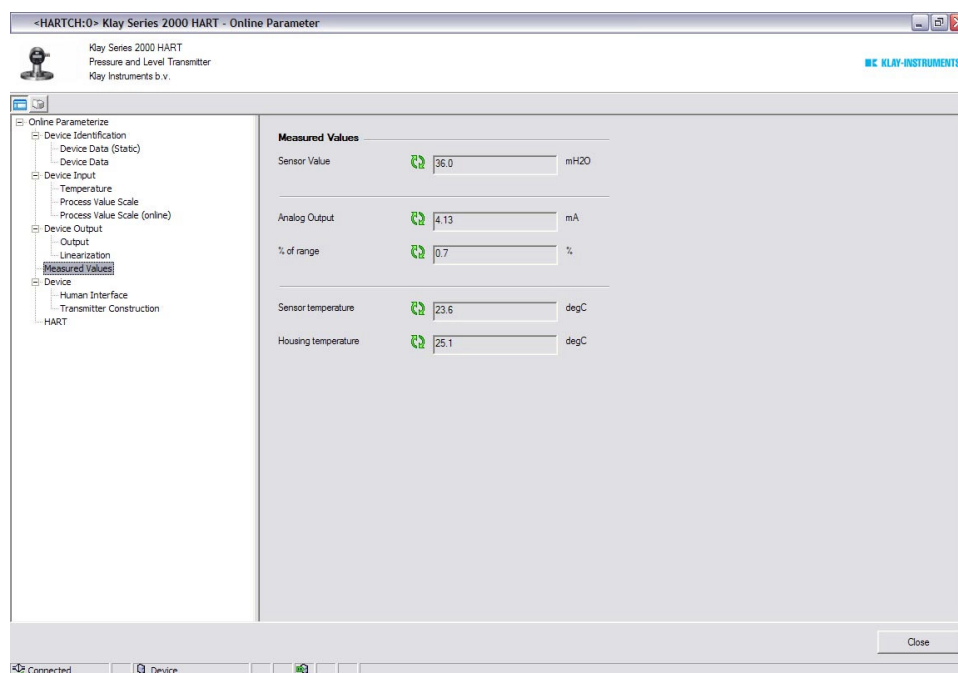 <HARTCH:0> Klay Series 2000 HART - Online Parameter
Klay Series 2000 HART
Pressure and Level Transmitter
Klay Instruments b.v.
KLAY-INSTRUMENTS
Online Parameterize
Device Identification
Device Data (Static)
Device Data
Device Input
Temperature
Process Value Scale
Process Value Scale (online)
Device Output
Output
Linearization
Measured Values
Device
Human Interface
Transmitter Construction
HART
Measured Values
Sensor Value 36.0 mH2O
Analog Output 4.13 mA
% of range 0.7 %
Sensor temperature 23.6 degC
Housing temperature 25.1 degC
Close
Connected Device